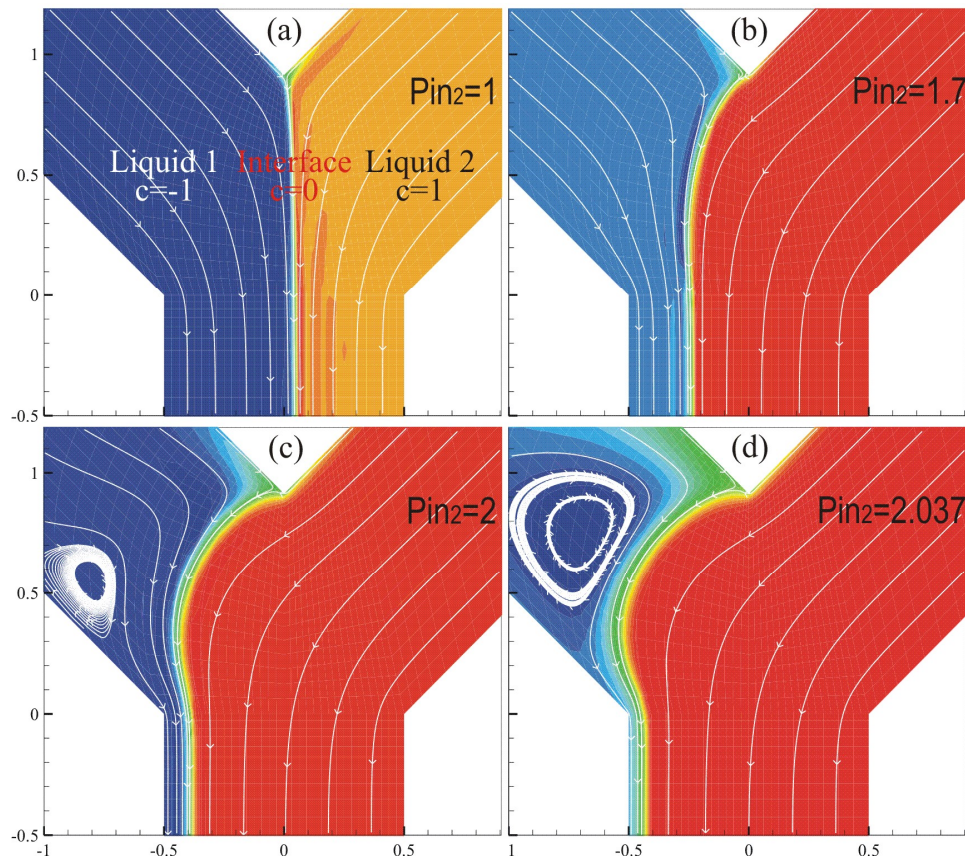 (a)
(b)
1
Pin₂=1
1
Pin₂=1.7
Liquid 1 Interface Liquid 2
c=-1 c=0 c=1
0.5
0.5
0
0
-0.5
-0.5
(c)
(d)
1
Pin₂=2
1
Pin₂=2.037
0.5
0.5
0
0
-0.5
-0.5
-1 -0.5 0 0.5
1 -0.5 0 0.5